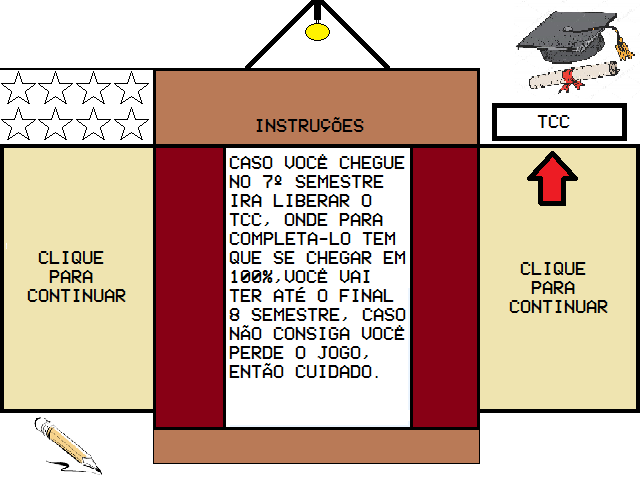 INSTRUÇÕES
TCC
CASO VOCÊ CHEGUE
NO 7º SEMESTRE
IRA LIBERAR O
TCC, ONDE PARA
COMPLETA-LO TEM
QUE SE CHEGAR EM
100%,VOCÊ VAI
TER ATÉ O FINAL
8 SEMESTRE, CASO
NÃO CONSIGA VOCÊ
PERDE O JOGO,
ENTÃO CUIDADO.
CLIQUE
PARA
CONTINUAR
CLIQUE
PARA
CONTINUAR